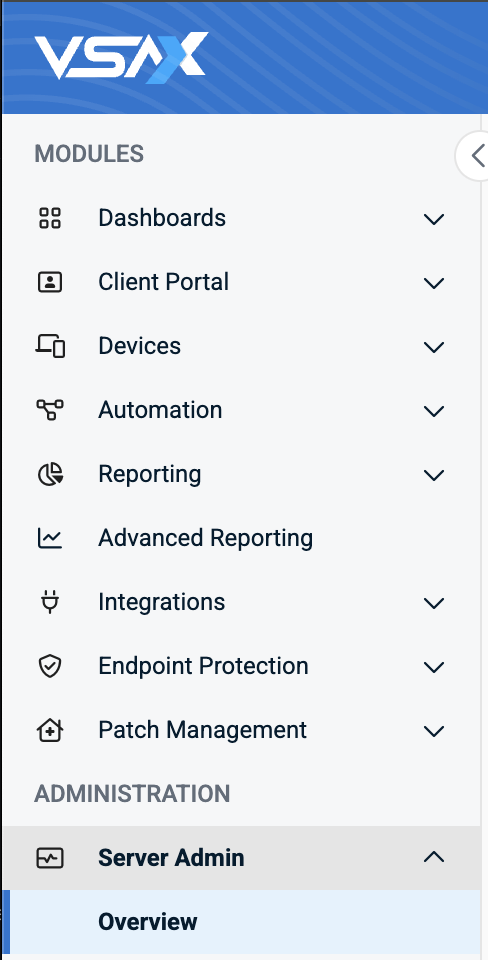 VSAX
MODULES
Dashboards
Client Portal
Devices
Automation
Reporting
Advanced Reporting
Integrations
Endpoint Protection
Patch Management
ADMINISTRATION
Server Admin
Overview